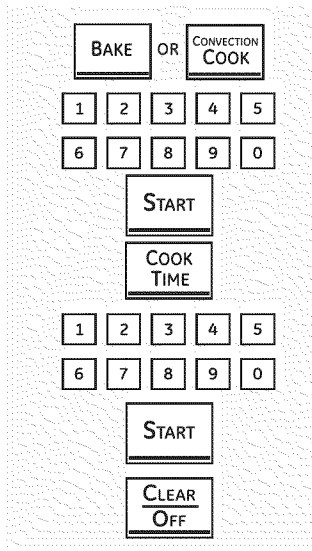 BAKE OR CONVECTION COOK
1 2 3 4 5
6 7 8 9 0
START
COOK
TIME
1 2 3 4 5
6 7 8 9 0
START
CLEAR
OFF